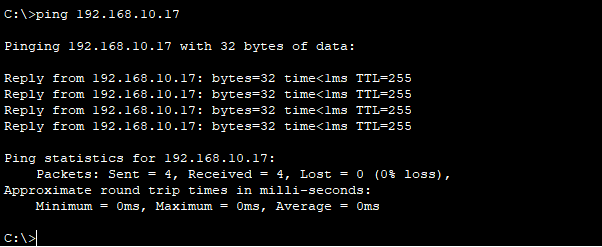 C:\>ping 192.168.10.17
Pinging 192.168.10.17 with 32 bytes of data:
Reply from 192.168.10.17: bytes=32 time<1ms TTL=255
Reply from 192.168.10.17: bytes=32 time<1ms TTL=255
Reply from 192.168.10.17: bytes=32 time<1ms TTL=255
Reply from 192.168.10.17: bytes=32 time<1ms TTL=255
Ping statistics for 192.168.10.17:
    Packets: Sent = 4, Received = 4, Lost = 0 (0% loss),
Approximate round trip times in milli-seconds:
    Minimum = 0ms, Maximum = 0ms, Average = 0ms
C:\>